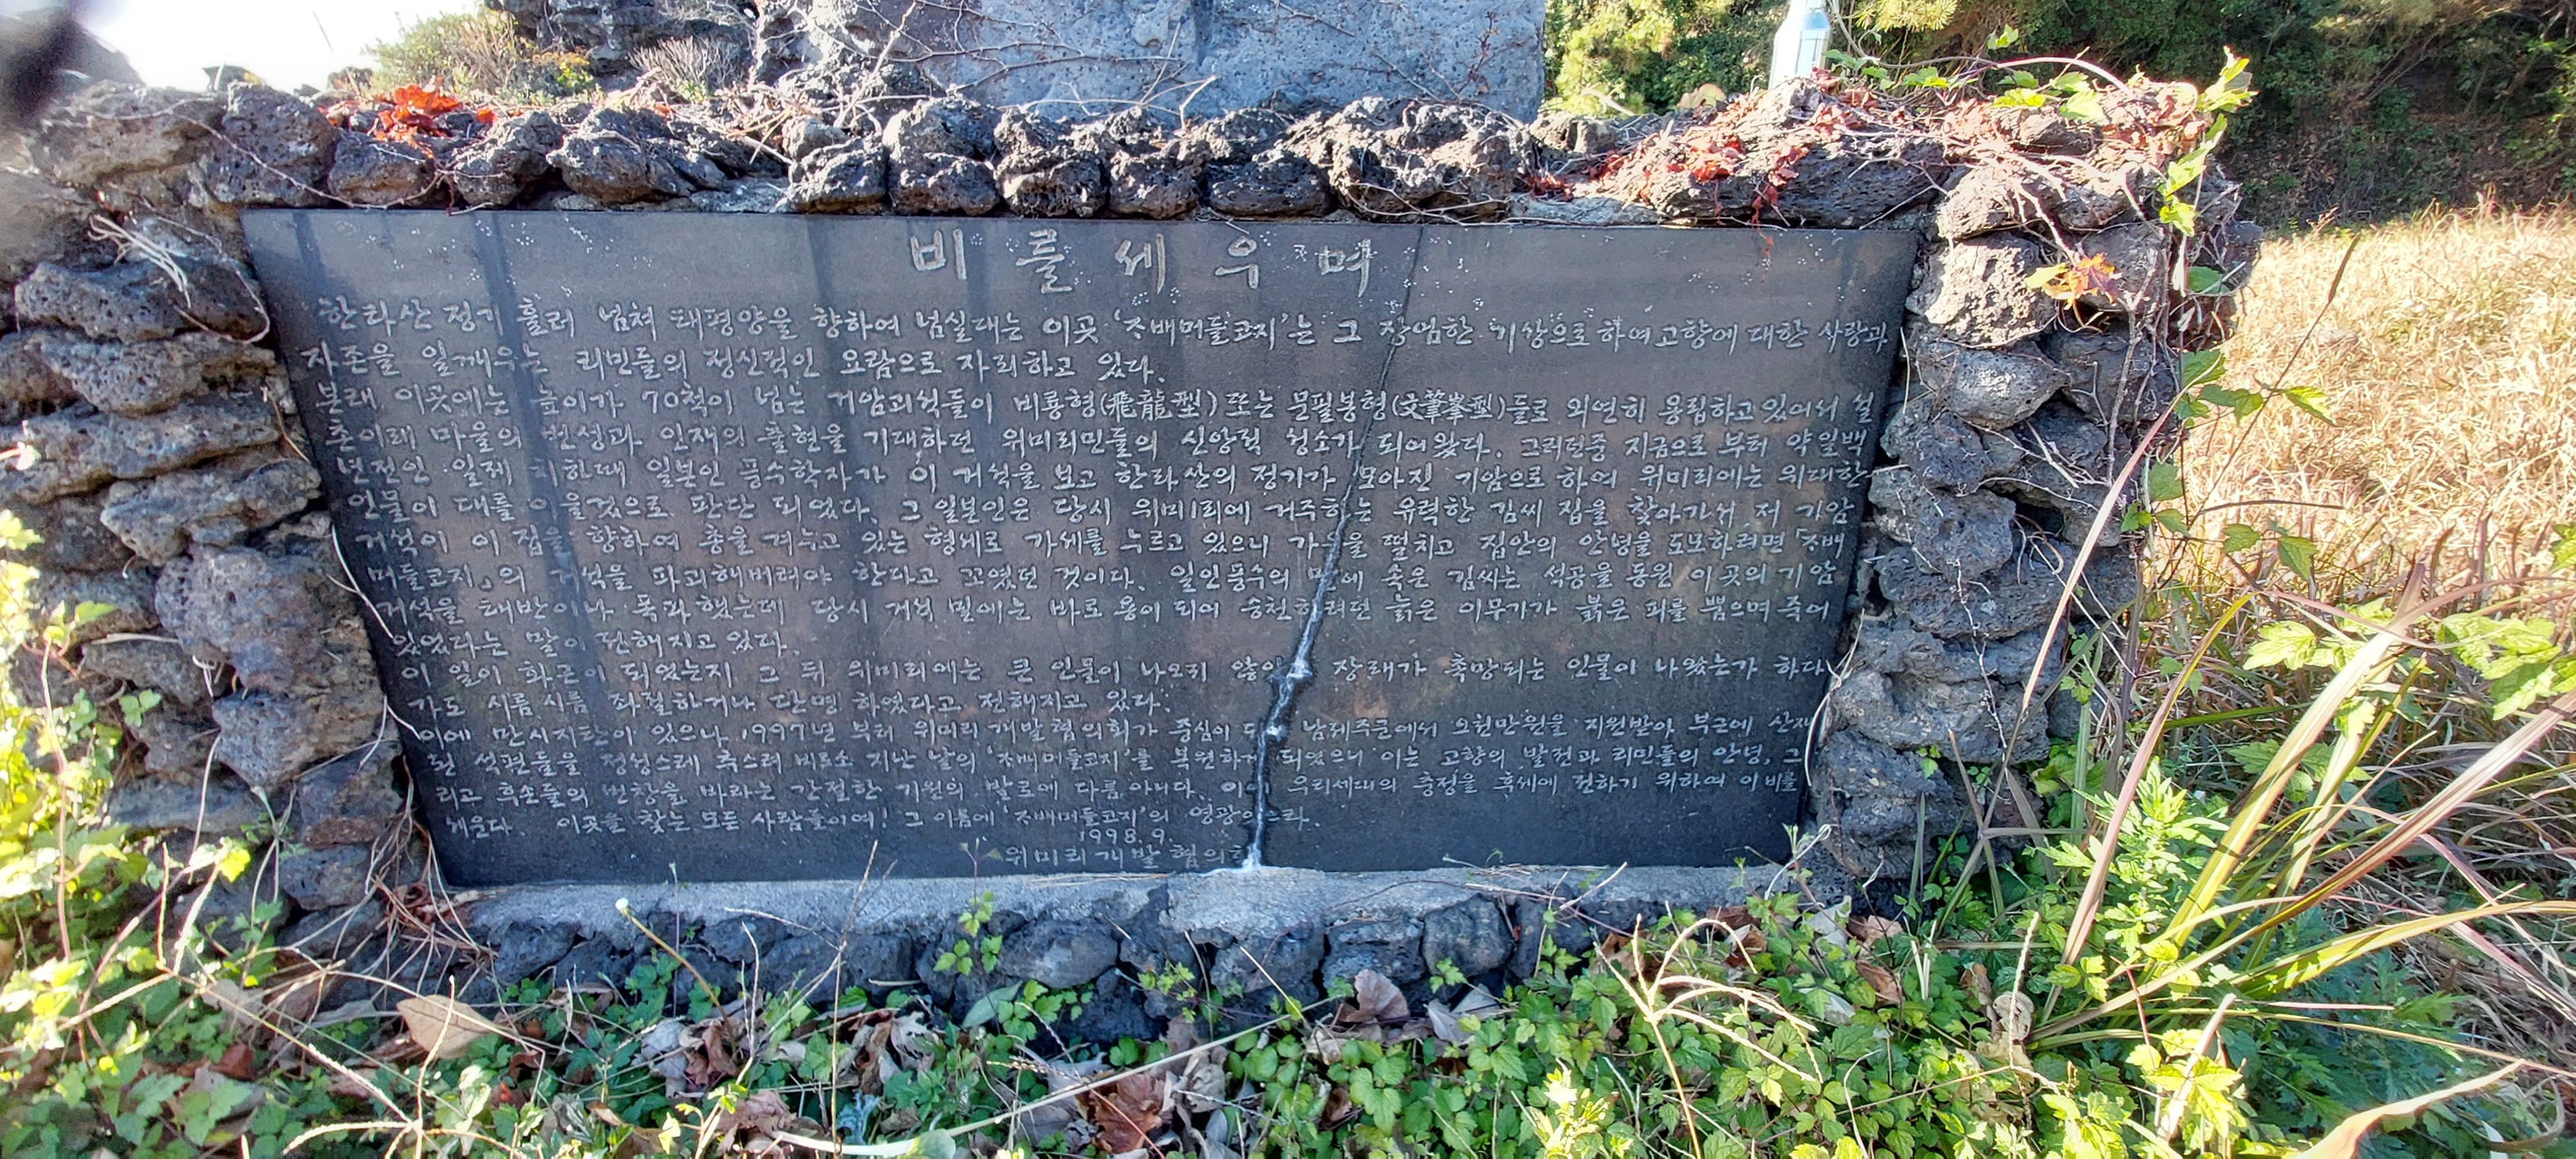 비를세우며
한라산 정기 흘러 넘쳐 태평양을 향하여 넘실대는 이곳 '조배머들코지'는 그 장엄한 기상으로 하여 고향에 대한 사랑과
자존을 일깨우는 리민들의 정신적인 요람으로 자리하고 있다.
본래 이곳에는 높이가 70척이 넘는 거암괴석들이 비룡형(飛龍型) 또는 문필봉형(文筆峯型)들로 외연히 용립하고 있어서 설
촌이래 마을의 번성과 인재의 출현을 기대하던 위미리민들의 신앙적 성소가 되어왔다. 그러던중 지금으로 부터 약일백
년전인 일제 치하때 일본인 풍수학자가 이 거석을 보고 한라산의 정기가 모아진 기암으로 하여 위미리에는 위대한
인물이 대를 이을것으로 판단 되었다. 그 일본인은 당시 위미1리에 거주하는 유력한 김씨 집을 찾아가서 저 기암
거석이 이 집을 향하여 총을 겨누고 있는 형세로 가세를 누르고 있으니 가운을 떨치고 집안의 안녕을 도모하려면 「조배
머들코지」의 거석을 파괴해버려야 한다고 꼬였던 것이다. 일인풍수의 말에 속은 김씨는 석공을 동원 이곳의 기암
거석을 태반이나 폭파했는데 당시 거석 밑에는 바로 용이 되어 승천하려던 늙은 이무기가 붉은 피를 뿜으며 죽어
있었다는 말이 전해지고 있다.
이 일이 화근이 되었는지 그 뒤 위미리에는 큰 인물이 나오지 않아 장래가 촉망되는 인물이 나왔는가 하다
가도 시름시름 좌절하거나 단명 하였다고 전해지고 있다.
이에 만시지탄이 있으나 1997년 부터 위미리 개발협의회가 중심이 되 남제주군에서 오천만원을 지원받아 부근에 산재
된 석편들을 정성스레 추스려 비로소 지난 날의 '조배머들코지'를 복원하게 되였으니 이는 고향의 발전과 리민들의 안녕, 그
리고 후손들의 번창을 바라는 간절한 기원의 발로에 다름아니다. 이에 우리세대의 충정을 후세에 전하기 위하여 이 비를
세운다. 이곳을 찾는 모든 사람들이여! 그 이름에 '조배머들코지'의
1998.9.
위미리개발협의회